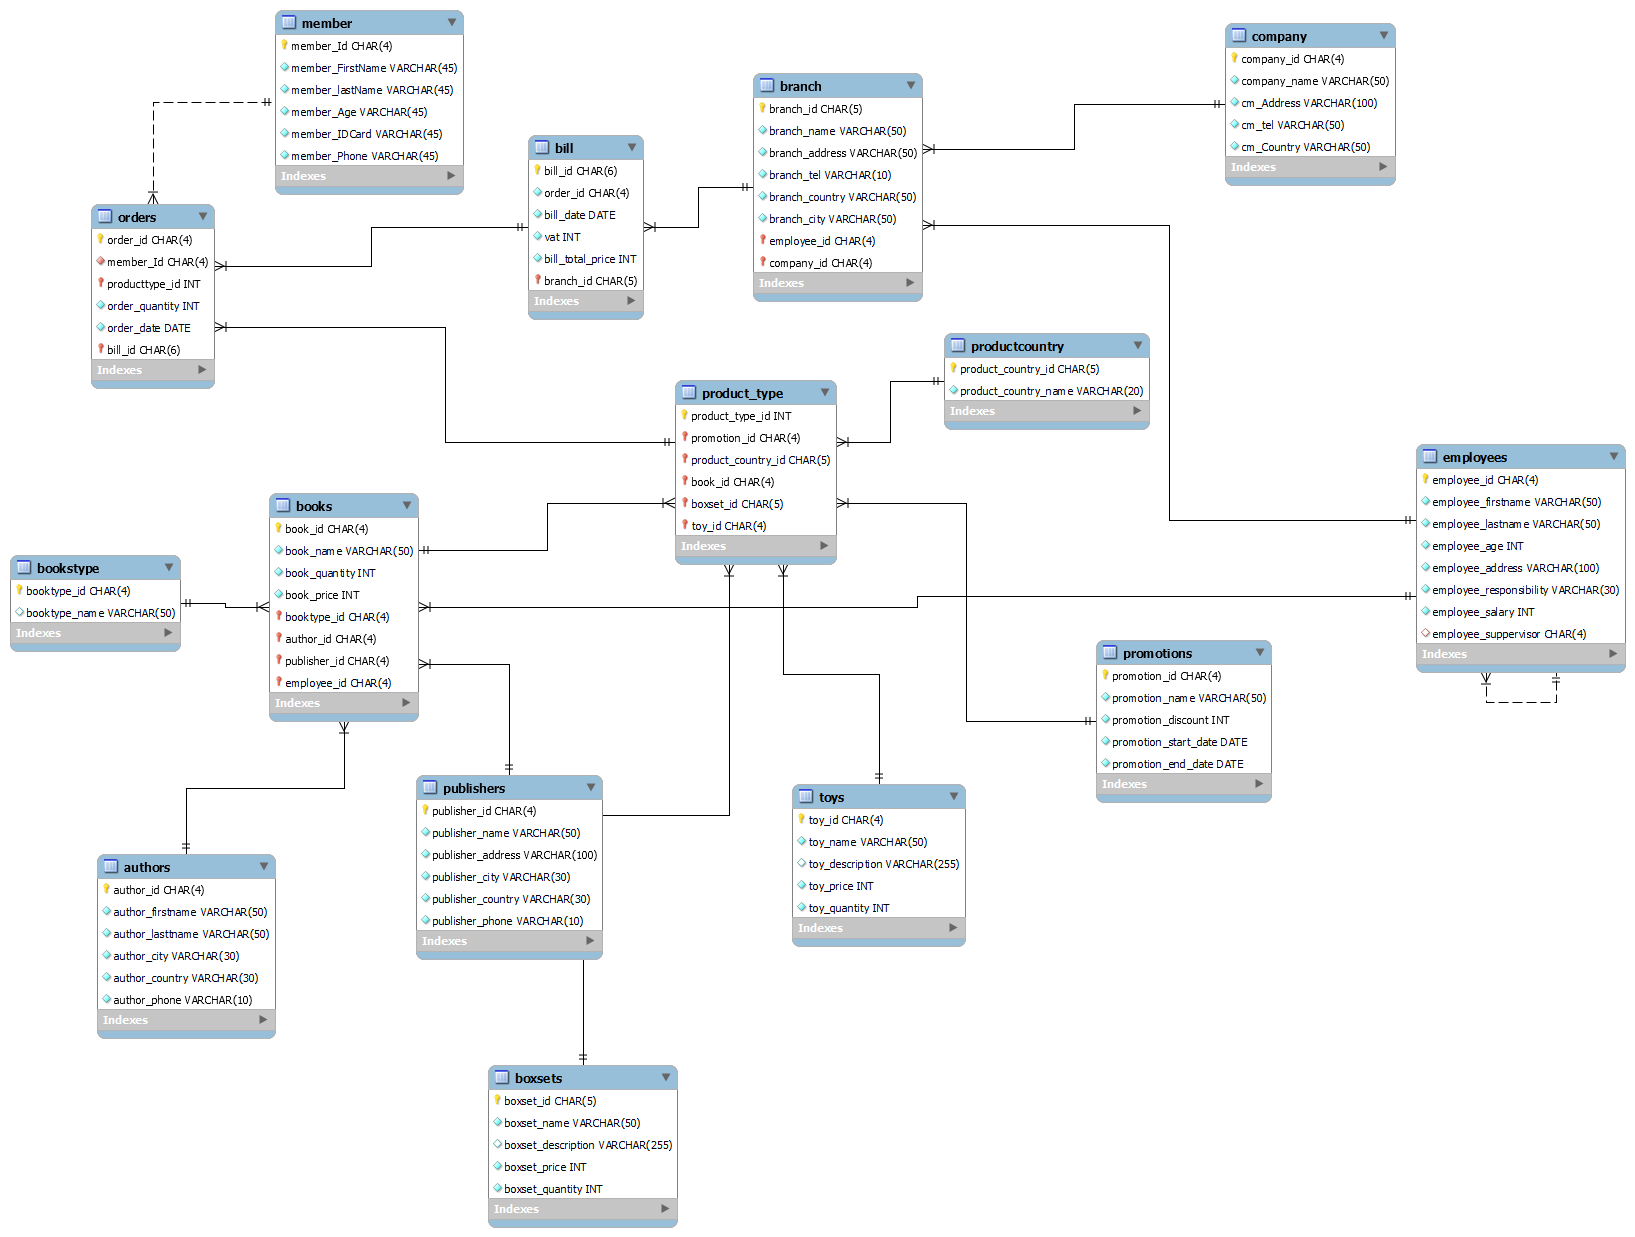 member
member_Id CHAR(4)
member_FirstName VARCHAR(45)
member_lastName VARCHAR(45)
member_Age VARCHAR(45)
member_IDCard VARCHAR(45)
member_Phone VARCHAR(45)
Indexes
company
company_id CHAR(4)
company_name VARCHAR(50)
cm_Address VARCHAR(100)
cm_tel VARCHAR(50)
cm_Country VARCHAR(50)
Indexes
branch
branch_id CHAR(5)
branch_name VARCHAR(50)
branch_address VARCHAR(50)
branch_tel VARCHAR(10)
branch_country VARCHAR(50)
branch_city VARCHAR(50)
employee_id CHAR(4)
company_id CHAR(4)
Indexes
bill
bill_id CHAR(6)
order_id CHAR(4)
bill_date DATE
vat INT
bill_total_price INT
branch_id CHAR(5)
Indexes
orders
order_id CHAR(4)
member_Id CHAR(4)
producttype_id INT
order_quantity INT
order_date DATE
bill_id CHAR(6)
Indexes
productcountry
product_country_id CHAR(5)
product_country_name VARCHAR(20)
Indexes
product_type
product_type_id INT
promotion_id CHAR(4)
product_country_id CHAR(5)
book_id CHAR(4)
boxset_id CHAR(5)
toy_id CHAR(4)
Indexes
employees
employee_id CHAR(4)
employee_firstname VARCHAR(50)
employee_lastname VARCHAR(50)
employee_age INT
employee_address VARCHAR(100)
employee_responsibility VARCHAR(30)
employee_salary INT
employee_suppervisor CHAR(4)
Indexes
books
book_id CHAR(4)
book_name VARCHAR(50)
book_quantity INT
book_price INT
booktype_id CHAR(4)
author_id CHAR(4)
publisher_id CHAR(4)
employee_id CHAR(4)
Indexes
bookstype
booktype_id CHAR(4)
booktype_name VARCHAR(50)
Indexes
promotions
promotion_id CHAR(4)
promotion_name VARCHAR(50)
promotion_discount INT
promotion_start_date DATE
promotion_end_date DATE
Indexes
publishers
publisher_id CHAR(4)
publisher_name VARCHAR(50)
publisher_address VARCHAR(100)
publisher_city VARCHAR(30)
publisher_country VARCHAR(30)
publisher_phone VARCHAR(10)
Indexes
toys
toy_id CHAR(4)
toy_name VARCHAR(50)
toy_description VARCHAR(255)
toy_price INT
toy_quantity INT
Indexes
authors
author_id CHAR(4)
author_firstname VARCHAR(50)
author_lasttname VARCHAR(50)
author_city VARCHAR(30)
author_country VARCHAR(30)
author_phone VARCHAR(10)
Indexes
boxsets
boxset_id CHAR(5)
boxset_name VARCHAR(50)
boxset_description VARCHAR(255)
boxset_price INT
boxset_quantity INT
Indexes